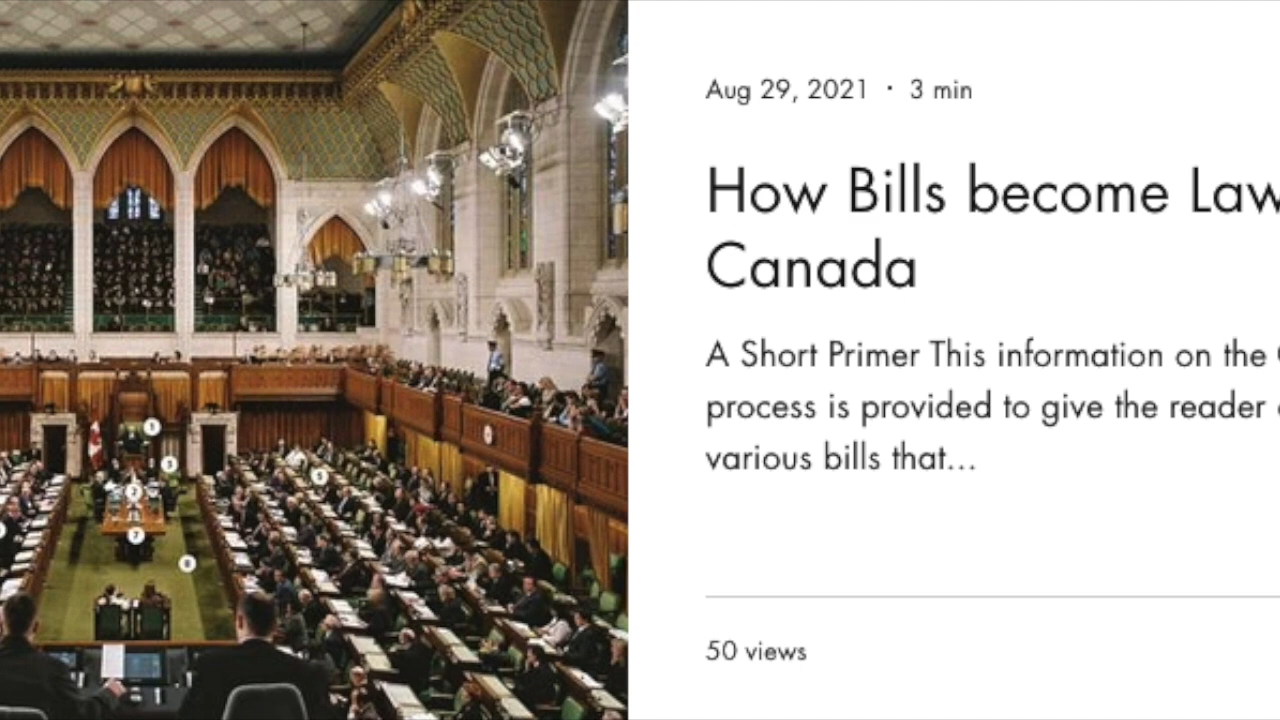 Aug 29, 2021 · 3 min
How Bills become Law
Canada
A Short Primer This information on the
process is provided to give the reader
various bills that...
50 views